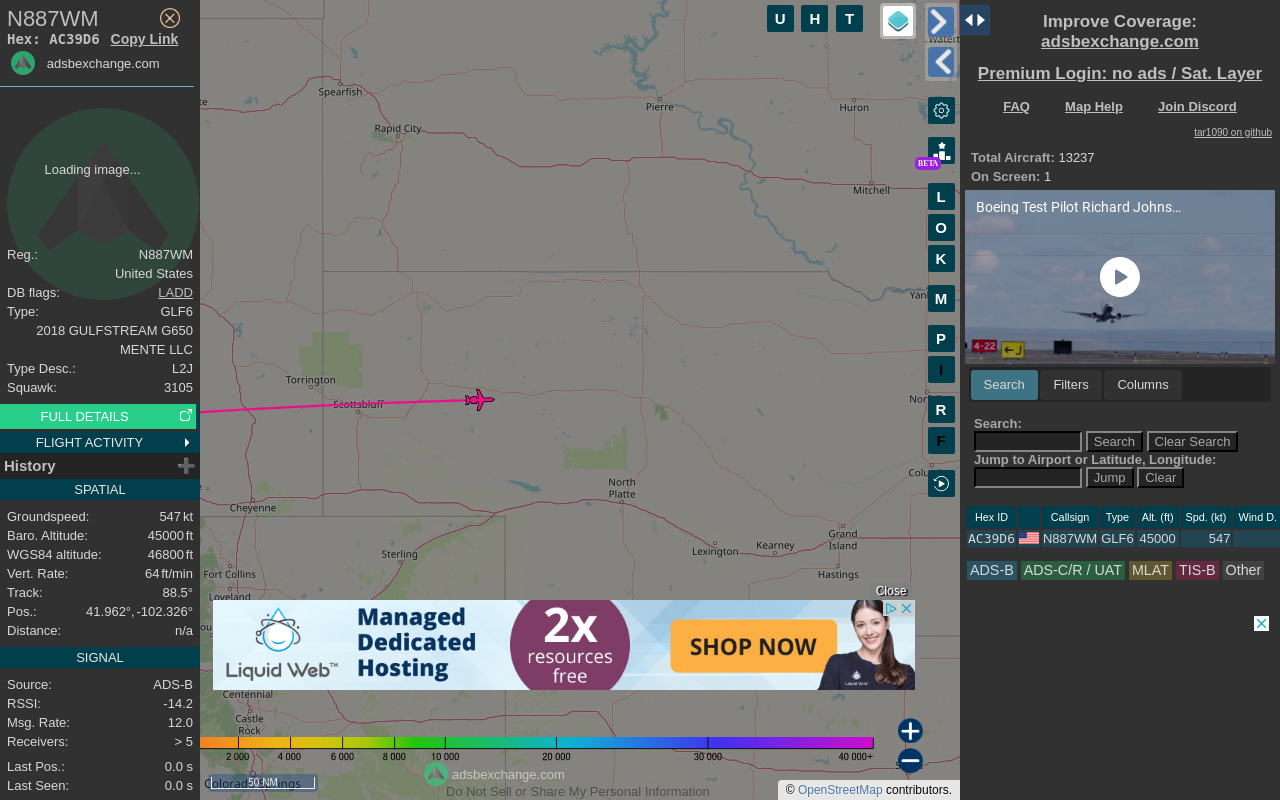 N887WM
Hex: AC39D6 Copy Link
adsbexchange.com
Loading image...
Reg.: N887WM
United States
DB flags: LADD
Type: GLF6
2018 GULFSTREAM G650
MENTE LLC
Type Desc.: L2J
Squawk: 3105
FULL DETAILS
FLIGHT ACTIVITY
History
SPATIAL
Groundspeed: 547 kt
Baro. Altitude: 45000 ft
WGS84 altitude: 46800 ft
Vert. Rate: 64 ft/min
Track: 88.5°
Pos.: 41.962°, -102.326°
Distance: n/a
SIGNAL
Source: ADS-B
RSSI: -14.2
Msg. Rate: 12.0
Receivers: > 5
Last Pos.: 0.0 s
Last Seen: 0.0 s
U H T
Spearfish
Rapid City
Pierre
Huron
Mitchell
Torrington
Scottsbluff
North
Platte
Cheyenne
Sterling
Fort Collins
Loveland
Lexington
Kearney
Grand
Island
Hastings
Centennial
Castle
Rock
BETA
L
O
K
M
P
I
R
F
Close
Liquid Web™
Managed
Dedicated
Hosting
2x
resources
free
SHOP NOW
Liquid Web
2 000 4 000 6 000 8 000 10 000 20 000 30 000 40 000+
50 NM
Colorado Springs
adsbexchange.com
Do Not Sell or Share My Personal Information
© OpenStreetMap contributors.
Improve Coverage:
adsbexchange.com
Premium Login: no ads / Sat. Layer
FAQ Map Help Join Discord
tar1090 on github
Total Aircraft: 13237
On Screen: 1
Boeing Test Pilot Richard Johns…
4-22 J
Search Filters Columns
Search:
Search Clear Search
Jump to Airport or Latitude, Longitude:
Jump Clear
Hex ID Callsign Type Alt. (ft) Spd. (kt) Wind D.
AC39D6 N887WM GLF6 45000 547
ADS-B ADS-C/R / UAT MLAT TIS-B Other